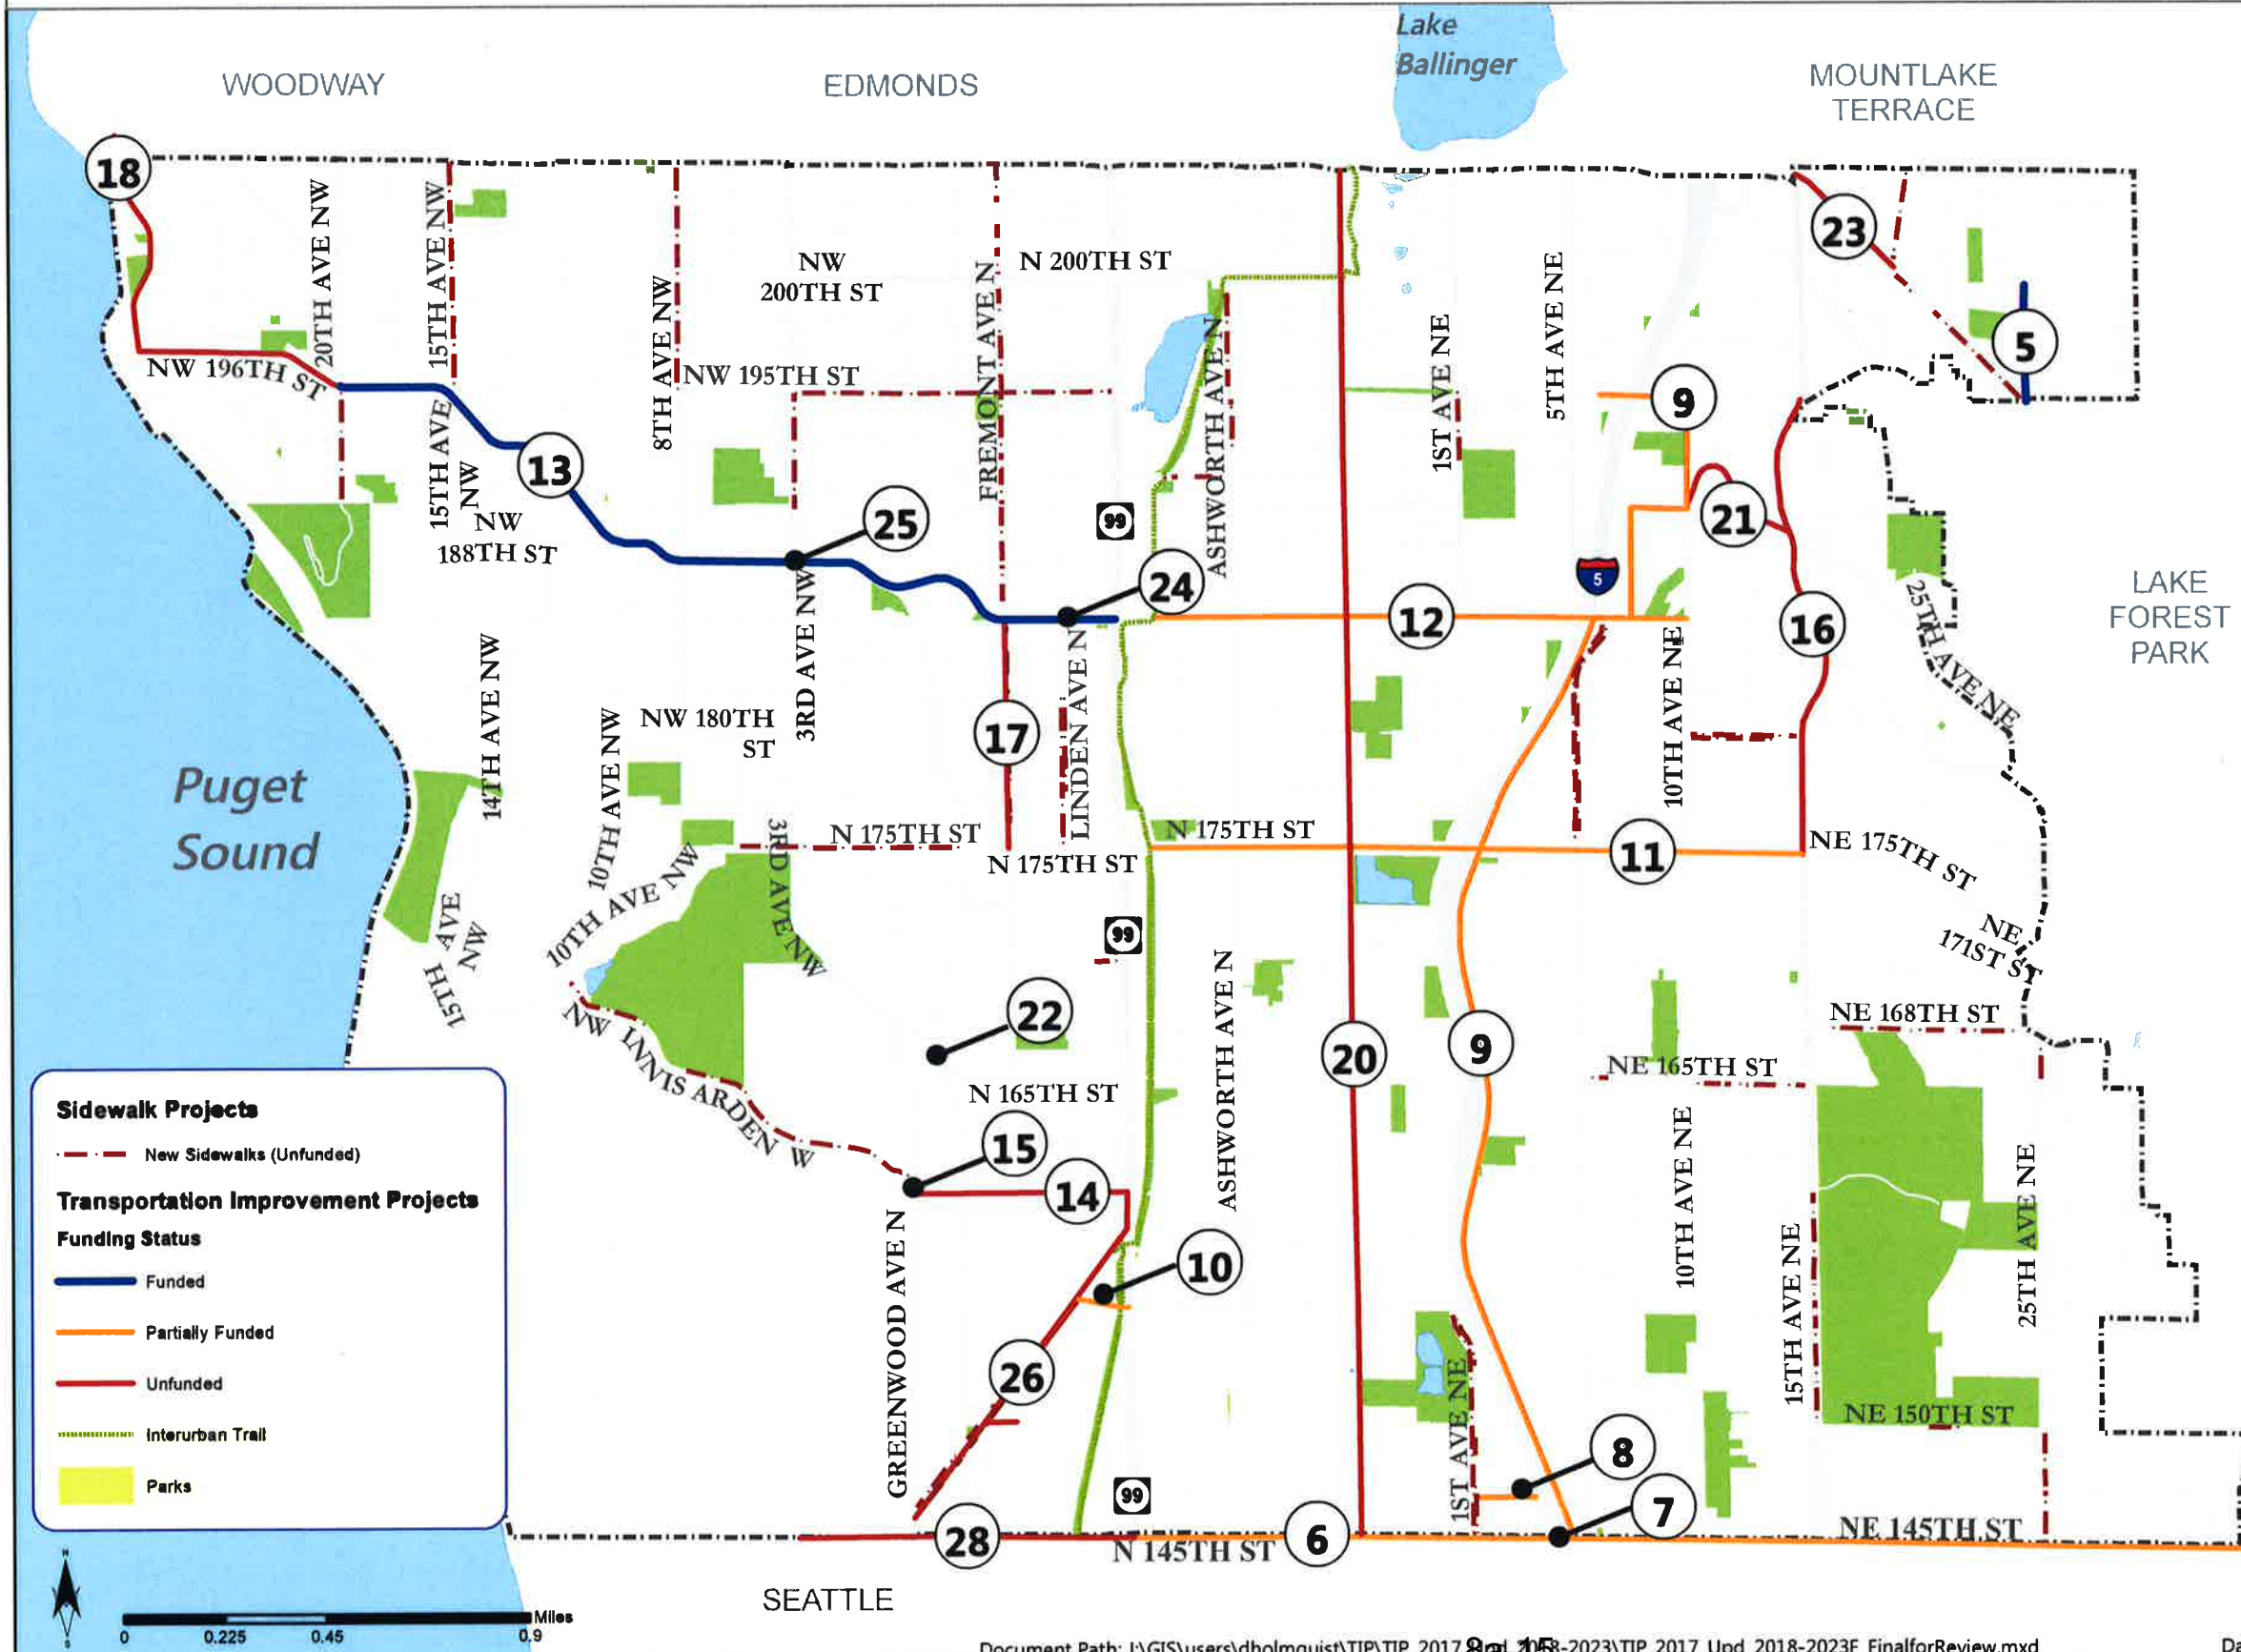 Lake
Ballinger
WOODWAY
EDMONDS
MOUNTLAKE
TERRACE
18
23
20TH AVE NW
15TH AVE NW
NW
200TH ST
N 200TH ST
8TH AVE NW
FREMONT AVE N
5TH AVE NE
1ST AVE NE
ASHWORTH AVE N
5
NW 196TH ST
NW 195TH ST
9
15TH AVE
NW
13
NW
188TH ST
25
99
21
24
5
12
16
25TH AVE NE
LAKE
FOREST
PARK
14TH AVE NW
10TH AVE NW
NW 180TH
ST
3RD AVE NW
17
LINDEN AVE N
10TH AVE NE
Puget
Sound
N 175TH ST
N 175TH ST
N 175TH ST
11
NE 175TH ST
10TH AVE NW
3RD AVE NW
15TH
AVE
NW
99
NE
171ST ST
22
NE 168TH ST
NW INNIS ARDEN W
20
9
NE 165TH ST
N 165TH ST
ASHWORTH AVE N
15
14
10
10TH AVE NE
15TH AVE NE
25TH AVE NE
GREENWOOD AVE N
26
1ST AVE NE
NE 150TH ST
8
7
99
28
N 145TH ST
6
NE 145TH ST
SEATTLE
Sidewalk Projects
New Sidewalks (Unfunded)
Transportation Improvement Projects
Funding Status
Funded
Partially Funded
Unfunded
Interurban Trail
Parks
N
S
0
0.225
0.45
0.9
Miles